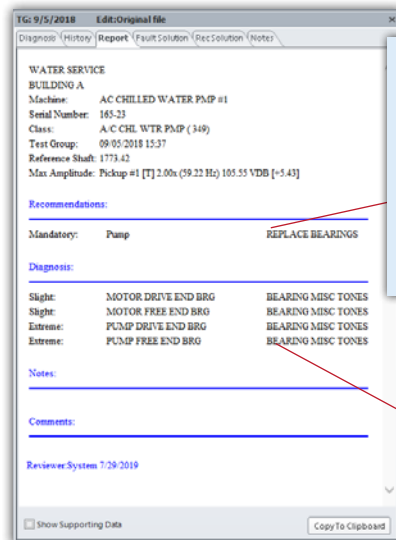 TG: 9/5/2018 Edit:Original file ×
Diagnosis History Report Fault Solution Rec Solution Notes
WATER SERVICE
BUILDING A
Machine: AC CHILLED WATER PMP #1
Serial Number: 165-23
Class: A/C CHL WTR PMP ( 349)
Test Group: 09/05/2018 15:37
Reference Shaft: 1773.42
Max Amplitude: Pickup #1 [T] 2.00x (59.22 Hz) 105.55 VDB [+5.43]
Recommendations:
Mandatory: Pump REPLACE BEARINGS
Diagnosis:
Slight: MOTOR DRIVE END BRG BEARING MISC TONES
Slight: MOTOR FREE END BRG BEARING MISC TONES
Extreme: PUMP DRIVE END BRG BEARING MISC TONES
Extreme: PUMP FREE END BRG BEARING MISC TONES
Notes:
Comments:
Reviewer:System 7/29/2019
Show Supporting Data CopyTo Clipboard